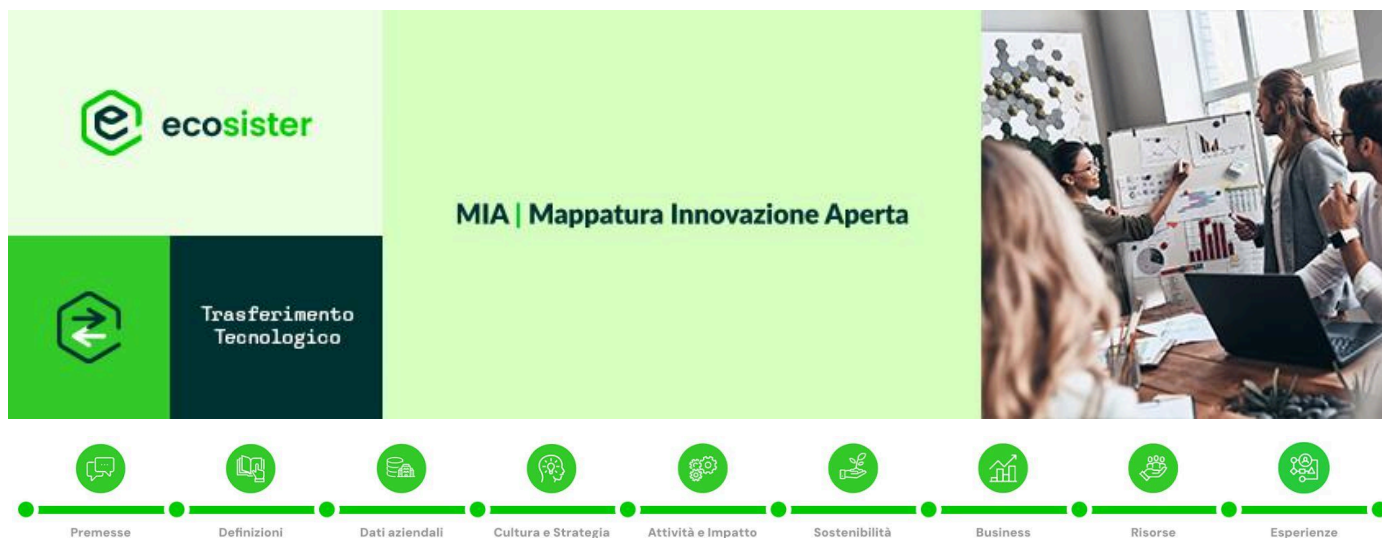 ecosister
MIA | Mappatura Innovazione Aperta
Trasferimento
Tecnologico
Premesse
Definizioni
Dati aziendali
Cultura e Strategia
Attività e Impatto
Sostenibilità
Business
Risorse
Esperienze